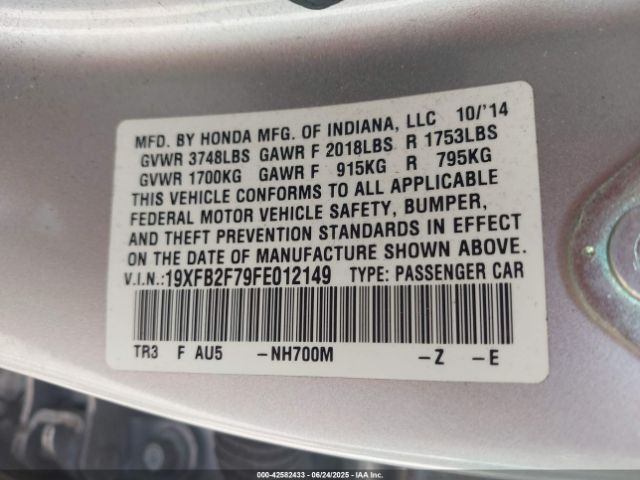 MFD. BY HONDA MFG. OF INDIANA, LLC 10/'14
GVWR 3748LBS GAWR F 2018LBS R 1753LBS
GVWR 1700KG GAWR F 915KG R 795KG
THIS VEHICLE CONFORMS TO ALL APPLICABLE
FEDERAL MOTOR VEHICLE SAFETY, BUMPER,
AND THEFT PREVENTION STANDARDS IN EFFECT
ON THE DATE OF MANUFACTURE SHOWN ABOVE.
V.I.N.:19XFB2F79FE012149 TYPE: PASSENGER CAR
TR3 F AU5 -NH700M -Z -E
000-42582433 - 06/24/2025 - IAAI.COM